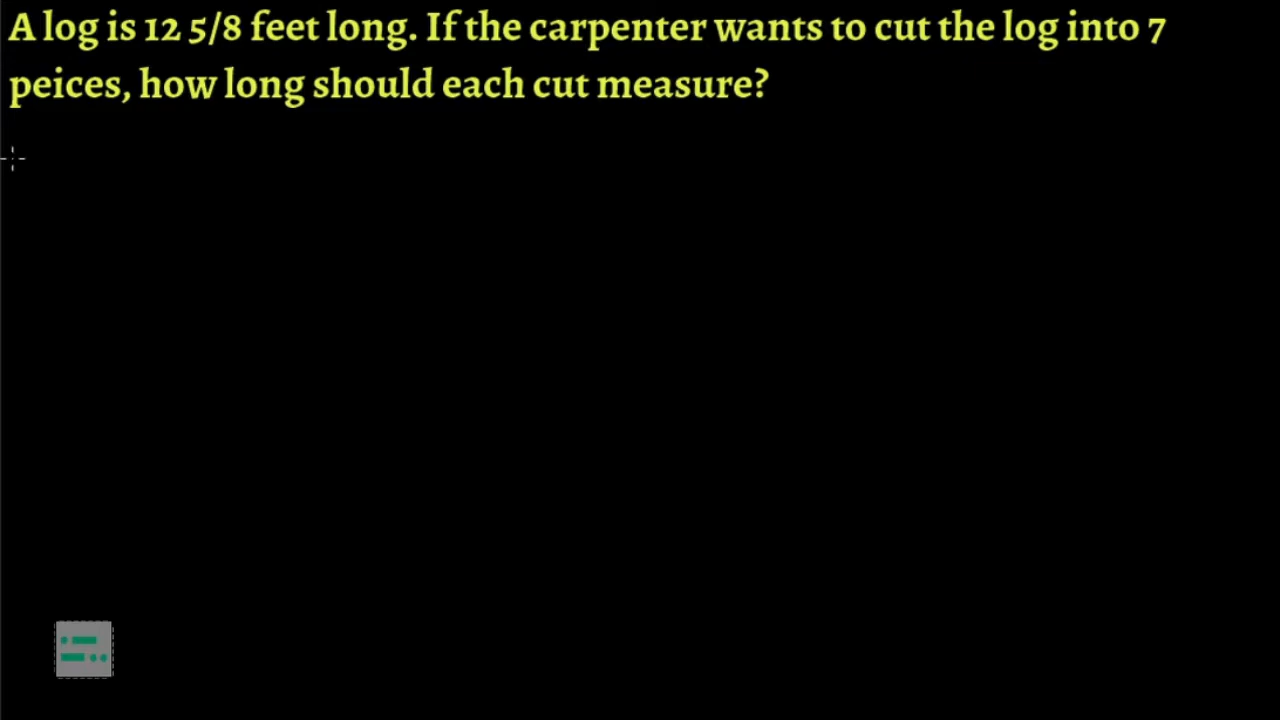 A log is 12 5/8 feet long. If the carpenter wants to cut the log into 7
peices, how long should each cut measure?